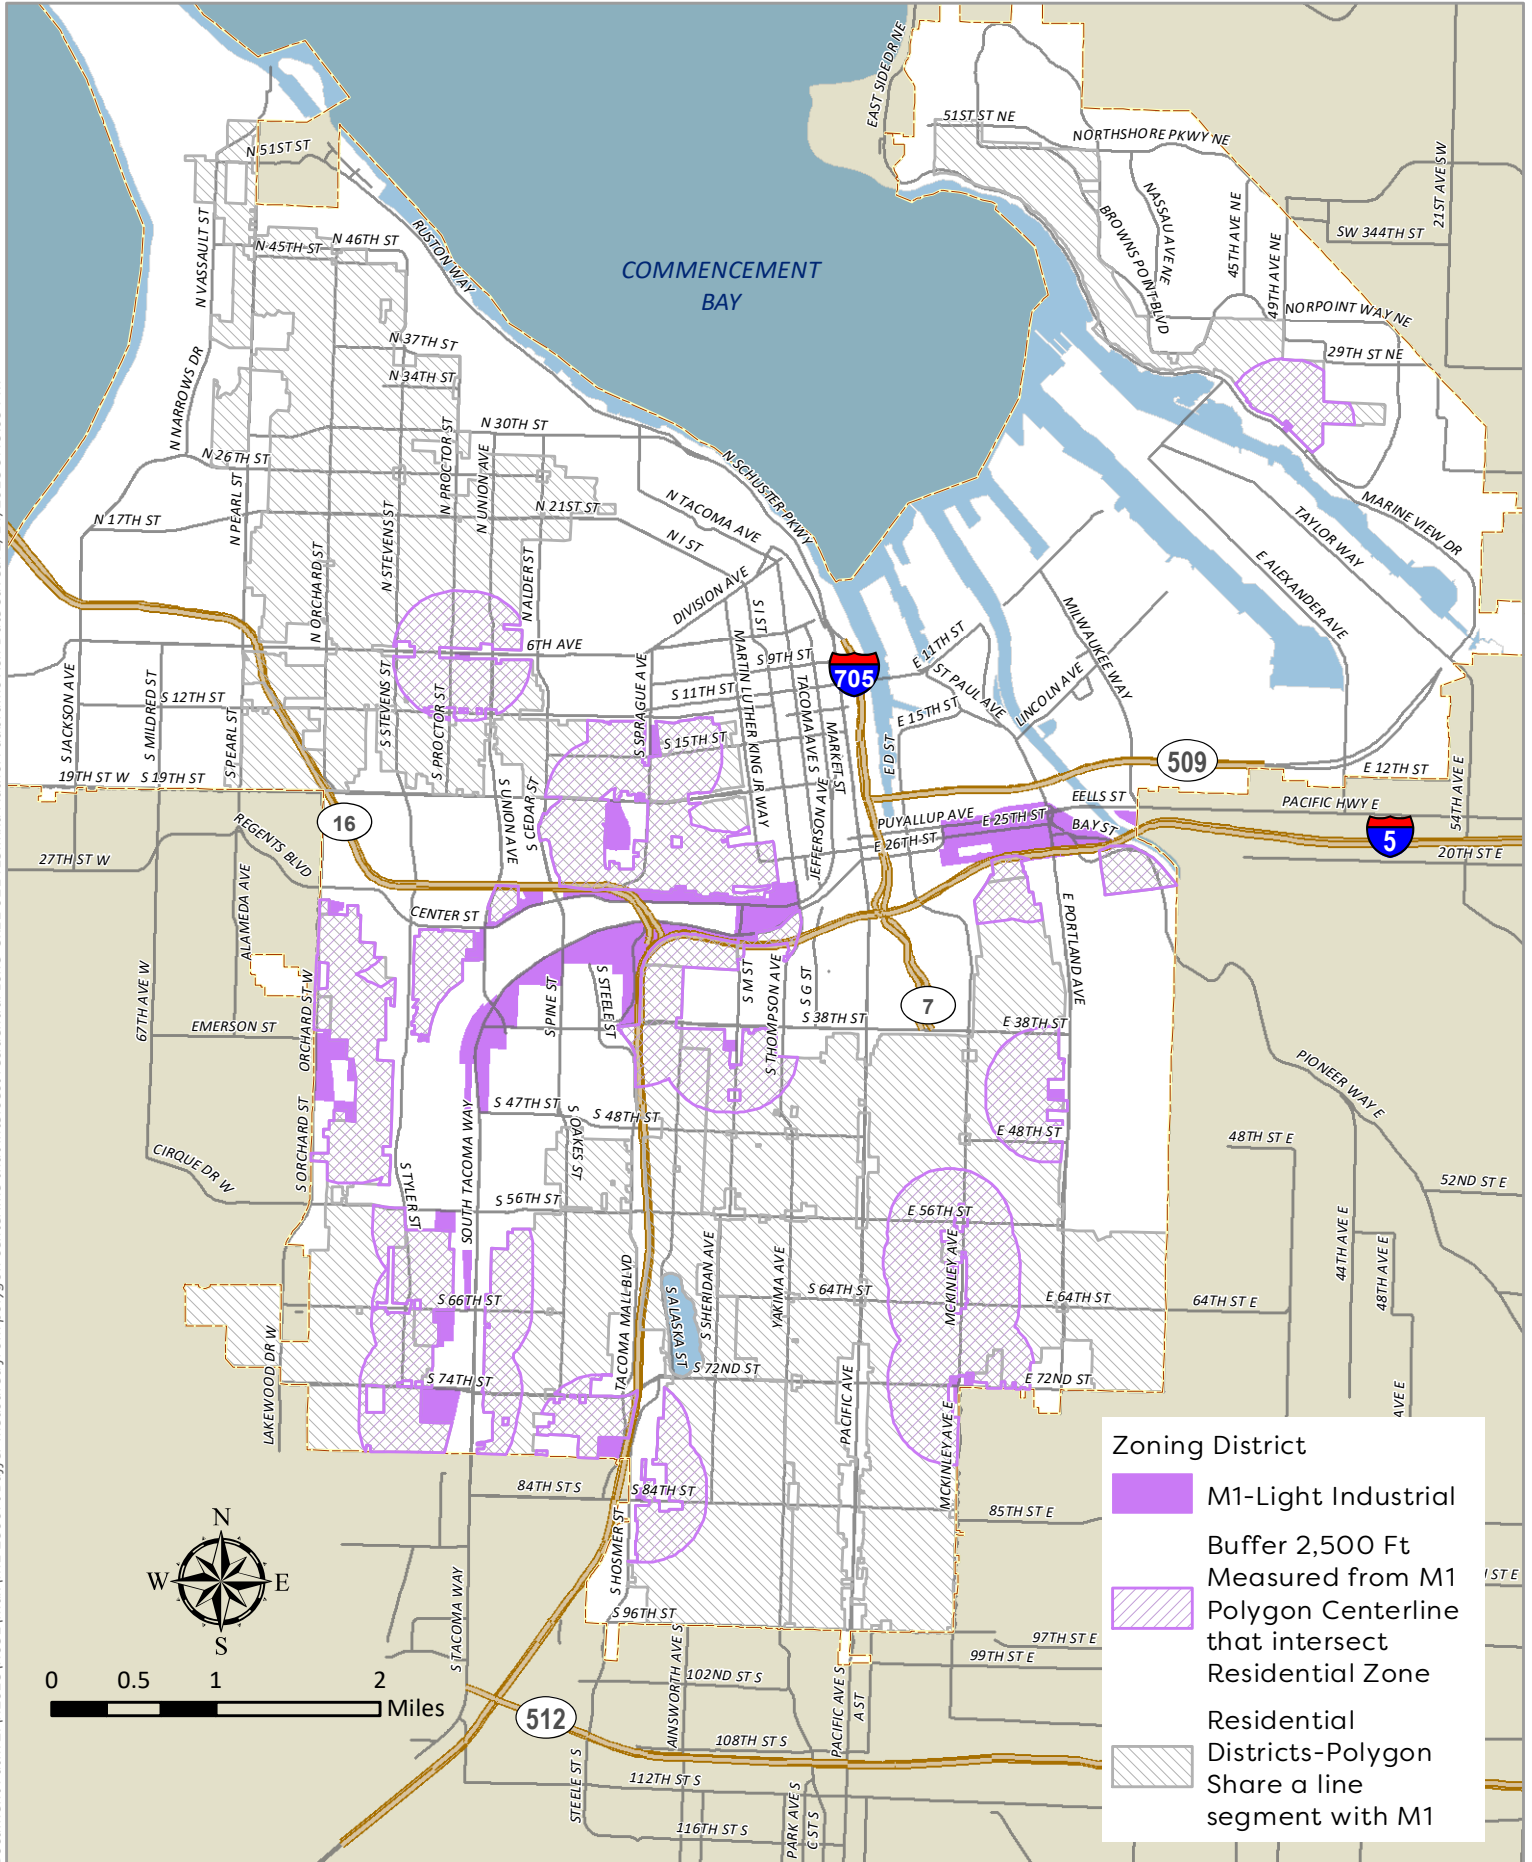 EAST SIDE DR NE
51ST ST NE
NORTHSHORE PKWY NE
N 51ST ST
NASSAU AVE NE
45TH AVE NE
49TH AVE NE
21ST AVE SW
SW 344TH ST
N VASSAULT ST
N 45TH ST
N 46TH ST
RUSTON WAY
COMMENCEMENT
BAY
BROWNS POINT BLVD
NORPOINT WAY NE
29TH ST NE
N 37TH ST
N 34TH ST
N NARROWS DR
N 30TH ST
N 26TH ST
N PEARL ST
N PROCTOR ST
N UNION AVE
N SCHUSTER PKWY
N 21ST ST
N TACOMA AVE
N 17TH ST
N I ST
N STEVENS ST
N ORCHARD ST
N ALDER ST
MARINE VIEW DR
TAYLOR WAY
E ALEXANDER AVE
DIVISION AVE
S I ST
MILWAUKEE WAY
6TH AVE
S 9TH ST
E 11TH ST
705
ST PAUL AVE
LINCOLN AVE
S JACKSON AVE
S MILDRED ST
S 12TH ST
S PEARL ST
S STEVENS ST
S PROCTOR ST
S SPRAGUE AVE
S 11TH ST
MARTIN LUTHER KING JR WAY
TACOMA AVE S
MARKET ST
E 15TH ST
E D ST
S 15TH ST
19TH ST W
S 19TH ST
S UNION AVE
S CEDAR ST
JEFFERSON AVE
509
E 12TH ST
54TH AVE E
EELLS ST
PACIFIC HWY E
PUYALLUP AVE
E 25TH ST
BAY ST
E 26TH ST
5
20TH ST E
16
REGENTS BLVD
27TH ST W
ALAMEDA AVE
CENTER ST
E PORTLAND AVE
67TH AVE W
ORCHARD ST W
EMERSON ST
S PINE ST
S STEELE ST
S M ST
S THOMPSON AVE
S G ST
7
S 38TH ST
E 38TH ST
S ORCHARD ST
PIONEER WAY E
SOUTH TACOMA WAY
S 47TH ST
S 48TH ST
S OAKES ST
E 48TH ST
48TH ST E
CIRQUE DR W
S TYLER ST
S 56TH ST
E 56TH ST
52ND ST E
44TH AVE E
48TH AVE E
TACOMA MALL BLVD
S ALASKA ST
S SHERIDAN AVE
YAKIMA AVE
S 64TH ST
MCKINLEY AVE
E 64TH ST
64TH ST E
S 66TH ST
LAKEWOOD DR W
S 74TH ST
S 72ND ST
PACIFIC AVE
E 72ND ST
MCKINLEY AVE E
AVE E
84TH ST S
S 84TH ST
85TH ST E
S HOSMER ST
S TACOMA WAY
S 96TH ST
97TH ST E
99TH ST E
ST E
AINSWORTH AVE S
102ND ST S
PACIFIC AVE S
A ST
512
108TH ST S
STEELE ST S
112TH ST S
PARK AVE S
C ST S
116TH ST S
N
W
E
S
0
0.5
1
2
Miles
Zoning District
M1-Light Industrial
Buffer 2,500 Ft
Measured from M1
Polygon Centerline
that intersect
Residential Zone
Residential
Districts-Polygon
Share a line
segment with M1